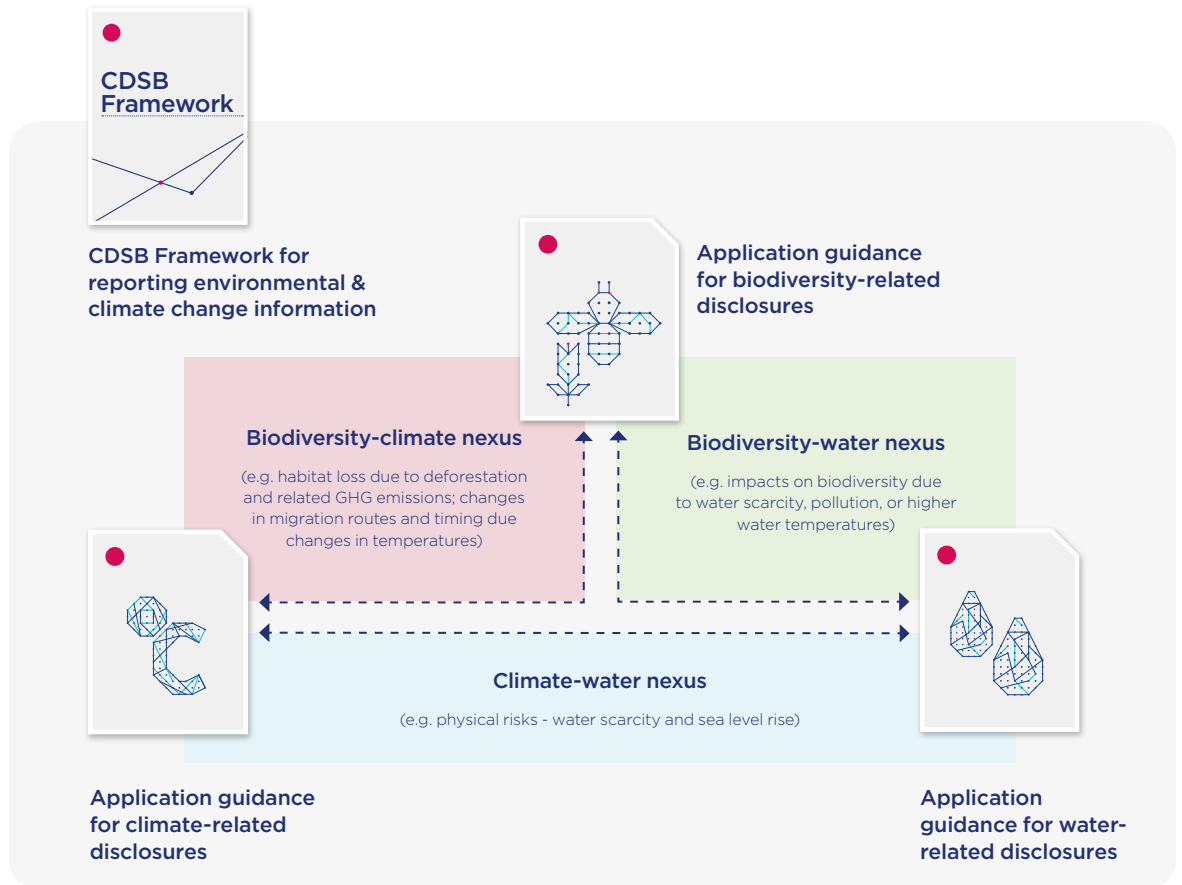 CDSB
Framework
CDSB Framework for
reporting environmental &
climate change information
Application guidance
for biodiversity-related
disclosures
Biodiversity-climate nexus
(e.g. habitat loss due to deforestation
and related GHG emissions; changes
in migration routes and timing due
changes in temperatures)
Biodiversity-water nexus
(e.g. impacts on biodiversity due
to water scarcity, pollution, or higher
water temperatures)
Climate-water nexus
(e.g. physical risks - water scarcity and sea level rise)
Application guidance
for climate-related
disclosures
Application
guidance for water-
related disclosures